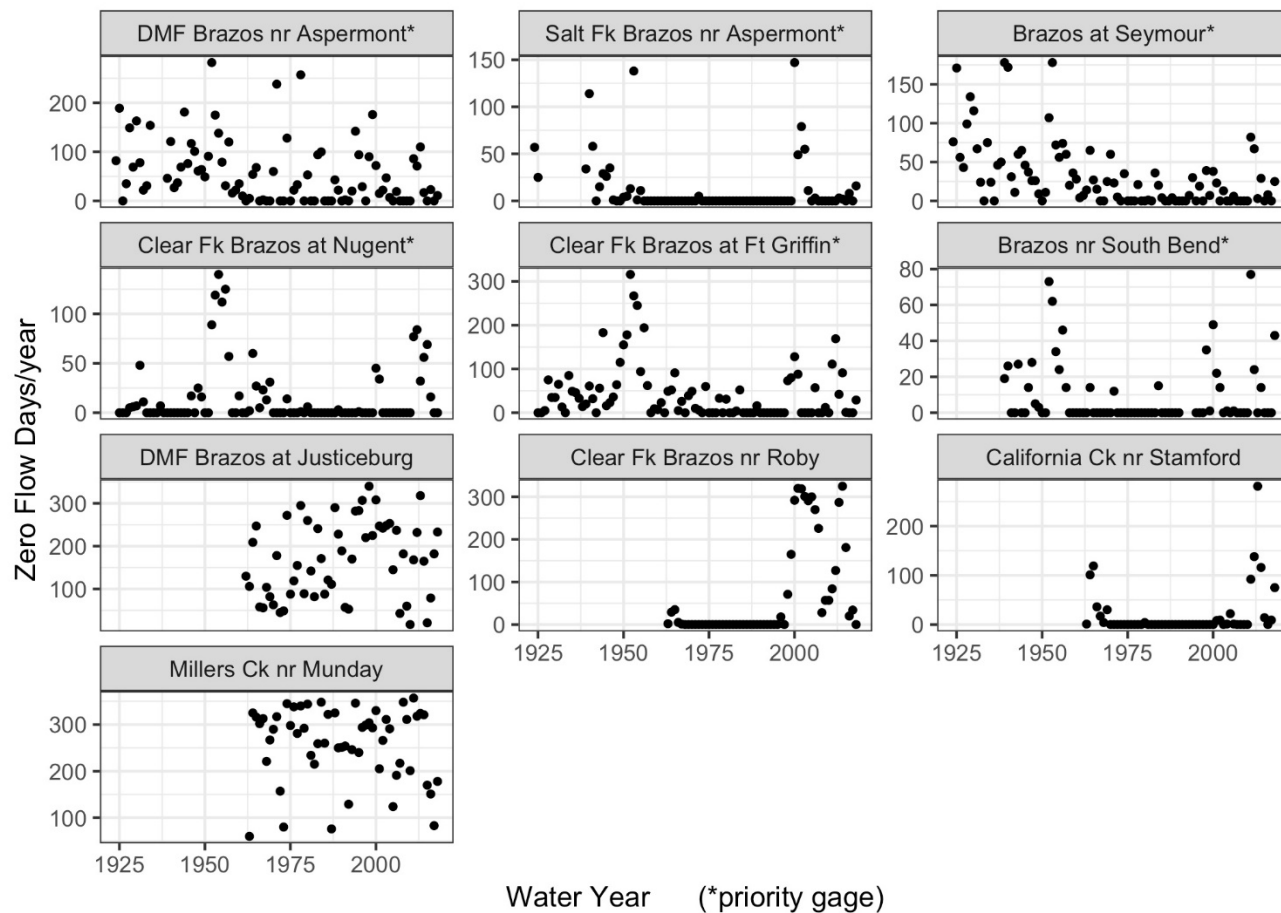 DMF Brazos nr Aspermont*
Salt Fk Brazos nr Aspermont*
Brazos at Seymour*
200
100
0
150
100
50
0
150
100
50
0
Clear Fk Brazos at Nugent*
Clear Fk Brazos at Ft Griffin*
Brazos nr South Bend*
100
50
0
300
200
100
0
80
60
40
20
0
DMF Brazos at Justiceburg
Clear Fk Brazos nr Roby
California Ck nr Stamford
300
200
100
300
200
100
0
200
100
0
1925 1950 1975 2000
1925 1950 1975 2000
Millers Ck nr Munday
300
200
100
1925 1950 1975 2000
Zero Flow Days/year
Water Year (*priority gage)